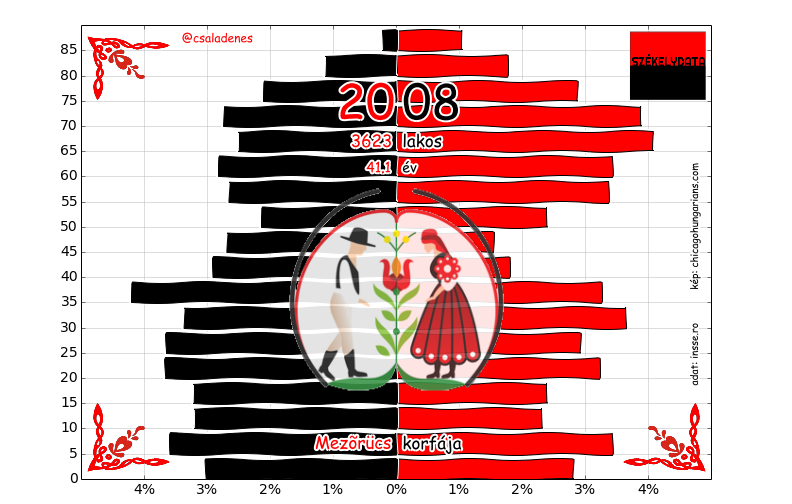 @csaladenes
SZÉKELYDATA
2008
3623 lakos
41,1 év
kép: chicagohungarians.com
adat: insse.ro
Mezőrücs korfája
85
80
75
70
65
60
55
50
45
40
35
30
25
20
15
10
5
0
4% 3% 2% 1% 0% 1% 2% 3% 4%